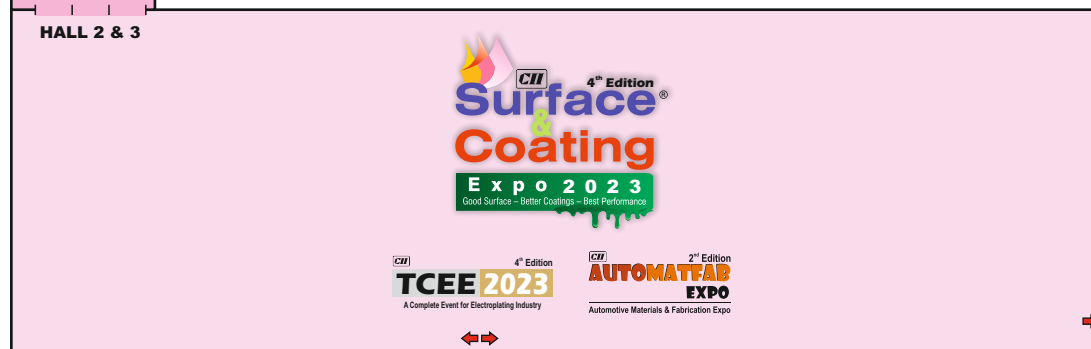 HALL 2 & 3
CII
4th Edition
Surface®
&
Coating
Expo 2023
Good Surface – Better Coatings – Best Performance
CII
4th Edition
TCEE 2023
A Complete Event for Electroplating Industry
CII
2nd Edition
AUTOMATFAB
EXPO
Automotive Materials & Fabrication Expo